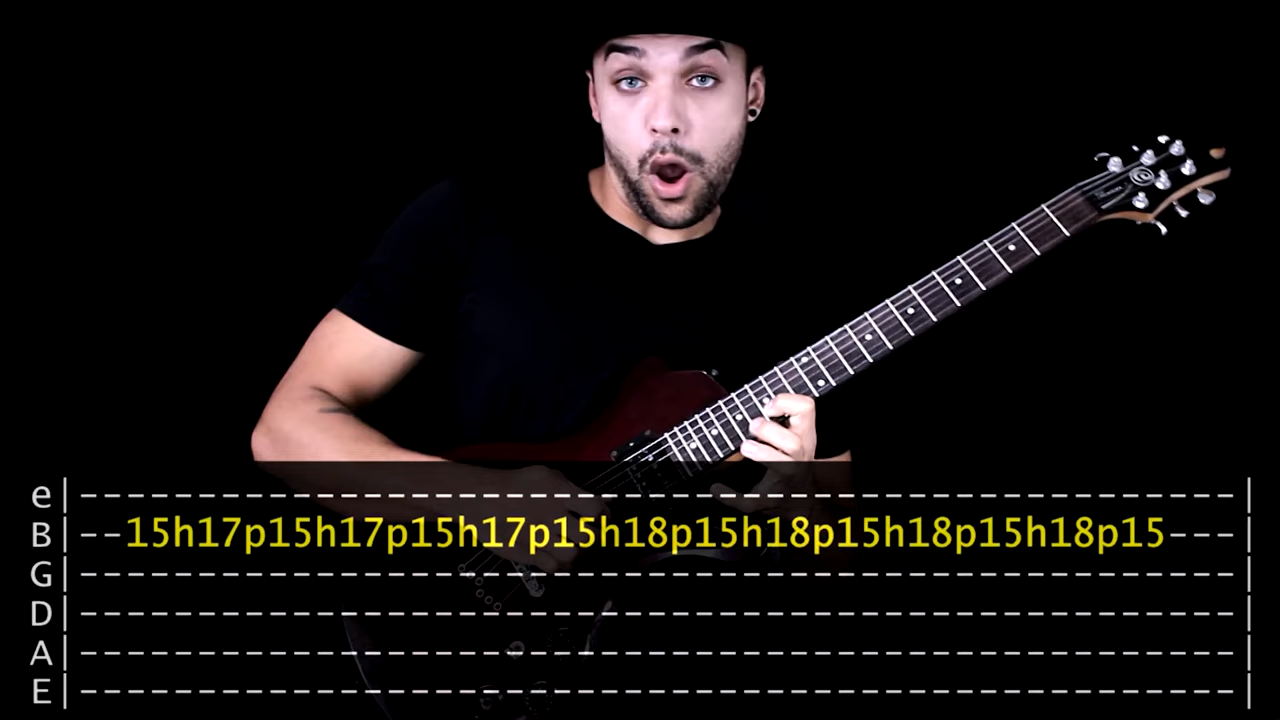 e|-----------------------------------------------------------|
B|--15h17p15h17p15h17p15h18p15h18p15h18p15h18p15---|
G|-----------------------------------------------------------|
D|-----------------------------------------------------------|
A|-----------------------------------------------------------|
E|-----------------------------------------------------------|